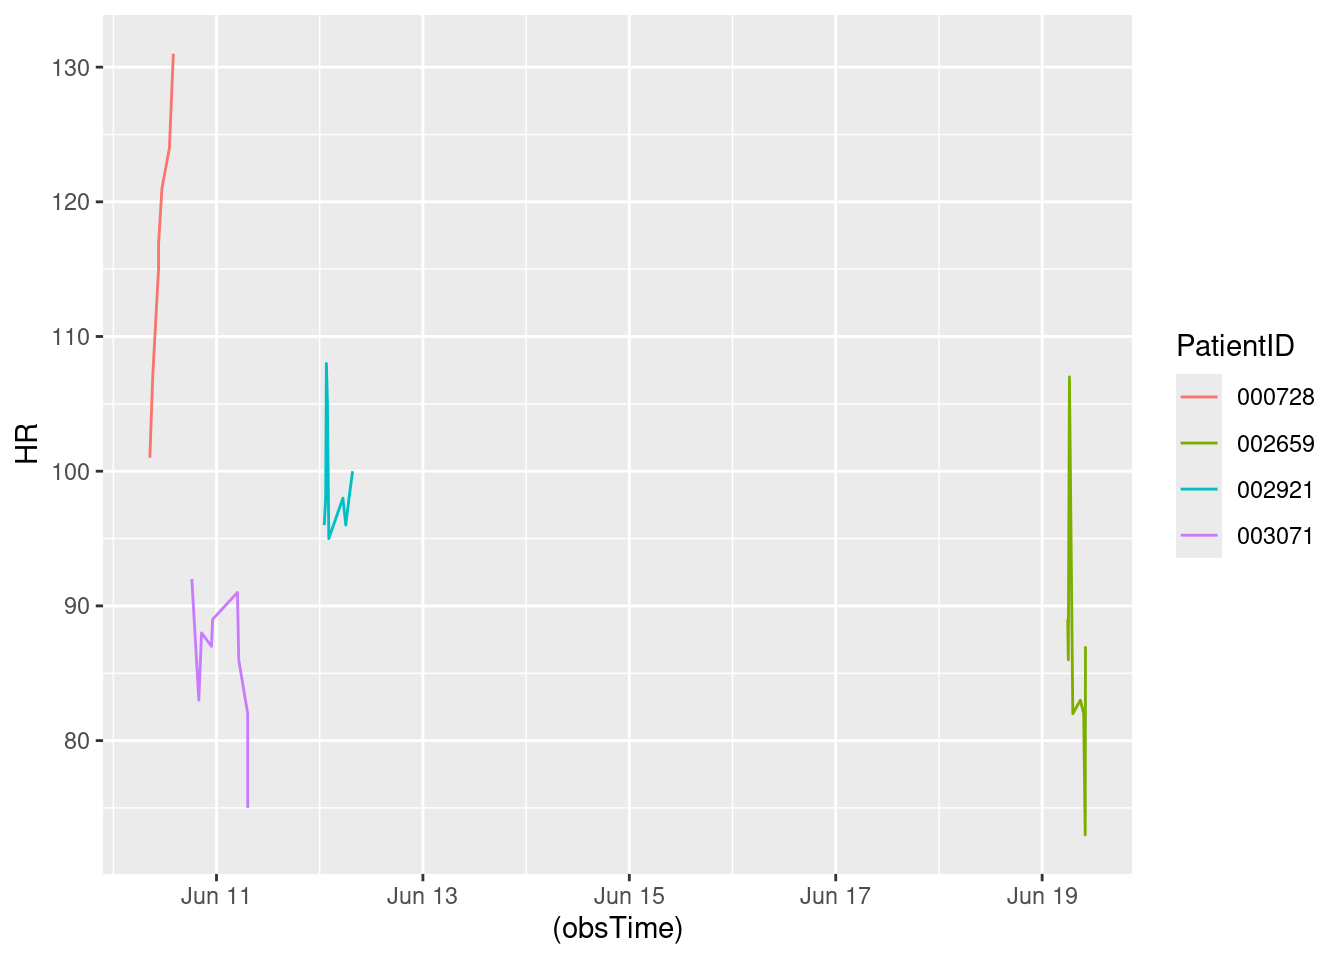 130
120
110
100
90
80
HR
Jun 11
Jun 13
Jun 15
Jun 17
Jun 19
(obsTime)
PatientID
000728
002659
002921
003071